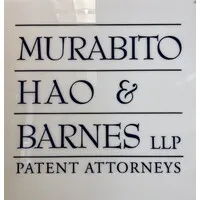 MURABITO
HAO &
BARNES LLP
PATENT ATTORNEYS